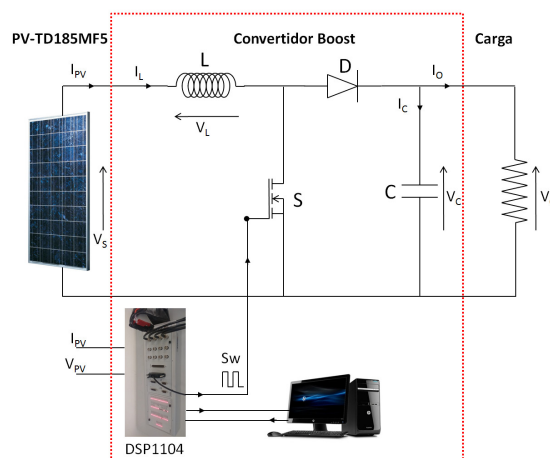 PV-TD185MF5
Convertidor Boost
Carga
I_PV
I_L
L
D
I_O
I_C
V_L
S
C
V_C
V_S
I_PV
V_PV
Sw
DSP1104